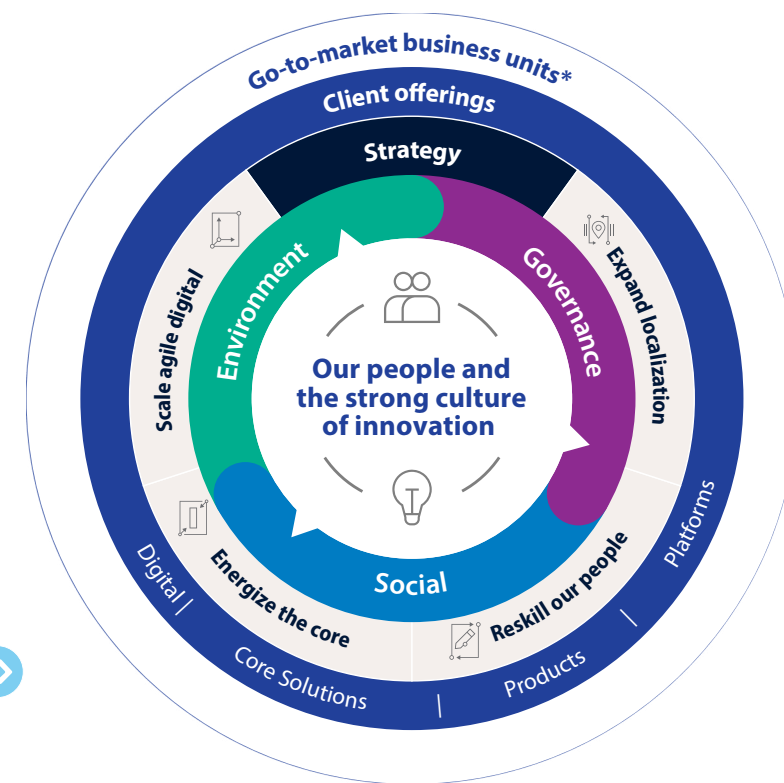 Go-to-market business units*
Client offerings
Strategy
Environment
Governance
Scale agile digital
Expand localization
Our people and
the strong culture
of innovation
Social
Energize the core
Reskill our people
Digital |
Core Solutions
|
Products
|
Platforms